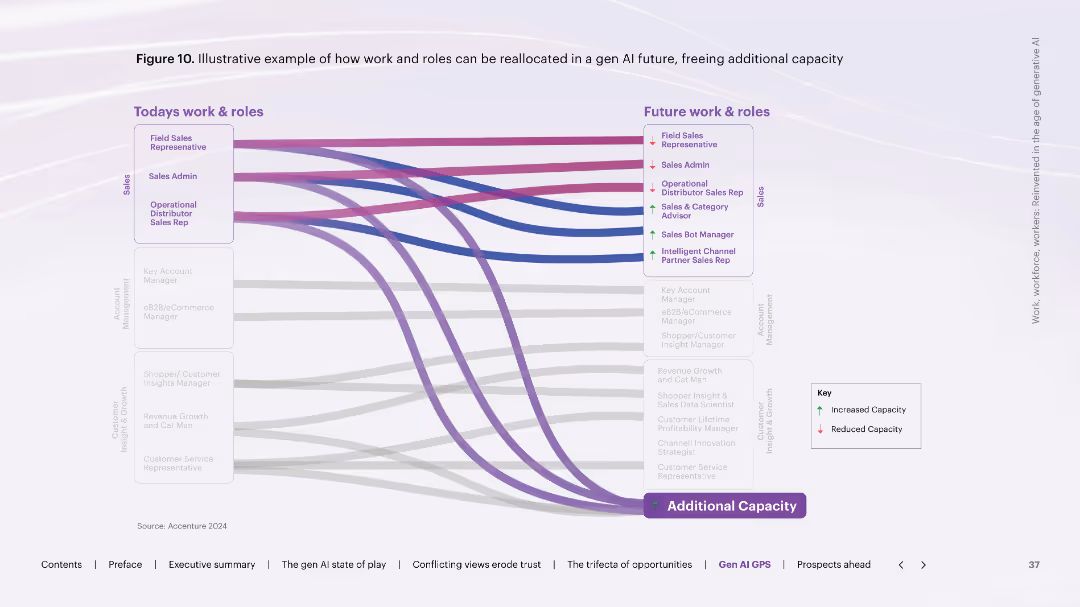 Figure 10. Illustrative example of how work and roles can be reallocated in a gen AI future, freeing additional capacity
Todays work & roles
Sales
Field Sales
Represenative
Sales Admin
Operational
Distributor
Sales Rep
Account
Management
Key Account
Manager
eB2B/eCommerce
Manager
Customer
Insight & Growth
Shopper/ Customer
Insights Manager
Revenue Growth
and Cat Man
Customer Service
Representative
Future work & roles
Field Sales
Represenative
Sales Admin
Operational
Distributor Sales Rep
Sales & Category
Advisor
Sales Bot Manager
Intelligent Channel
Partner Sales Rep
Sales
Key Account
Manager
eB2B/eCommerce
Manager
Shopper/Customer
Insight Manager
Account
Management
Revenue Growth
and Cat Man
Shopper Insight &
Sales Data Scientist
Customer Lifetime
Profitability Manager
Channel Innovation
Strategist
Customer Service
Representative
Customer
Insight & Growth
Additional Capacity
Key
Increased Capacity
Reduced Capacity
Source: Accenture 2024
Work, workforce, workers: Reinvented in the age of generative AI
Contents | Preface | Executive summary | The gen AI state of play | Conflicting views erode trust | The trifecta of opportunities | Gen AI GPS | Prospects ahead < >
37